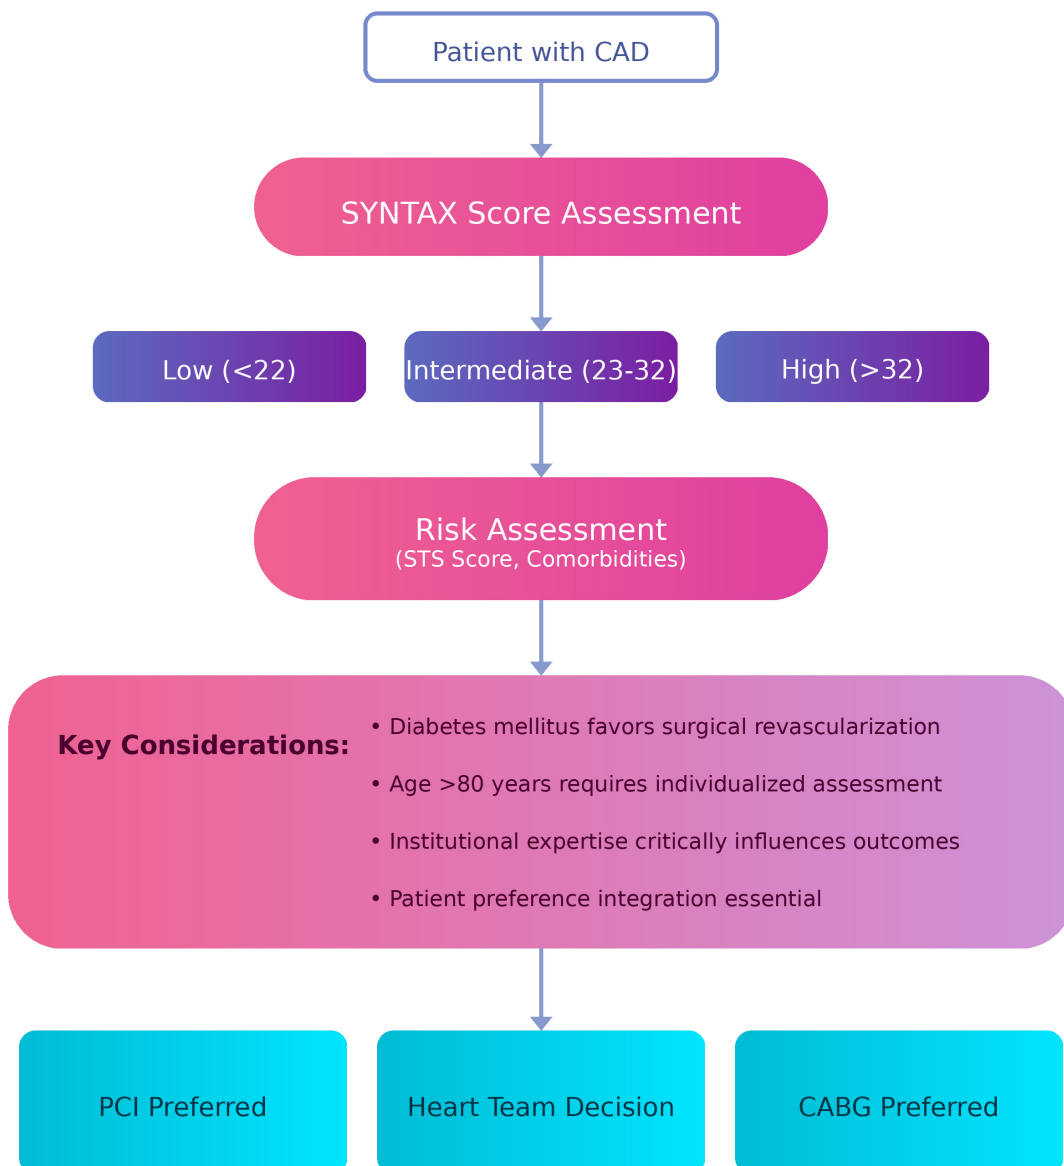 Patient with CAD
SYNTAX Score Assessment
Low (<22)
Intermediate (23-32)
High (>32)
Risk Assessment
(STS Score, Comorbidities)
Key Considerations:
• Diabetes mellitus favors surgical revascularization
• Age >80 years requires individualized assessment
• Institutional expertise critically influences outcomes
• Patient preference integration essential
PCI Preferred
Heart Team Decision
CABG Preferred